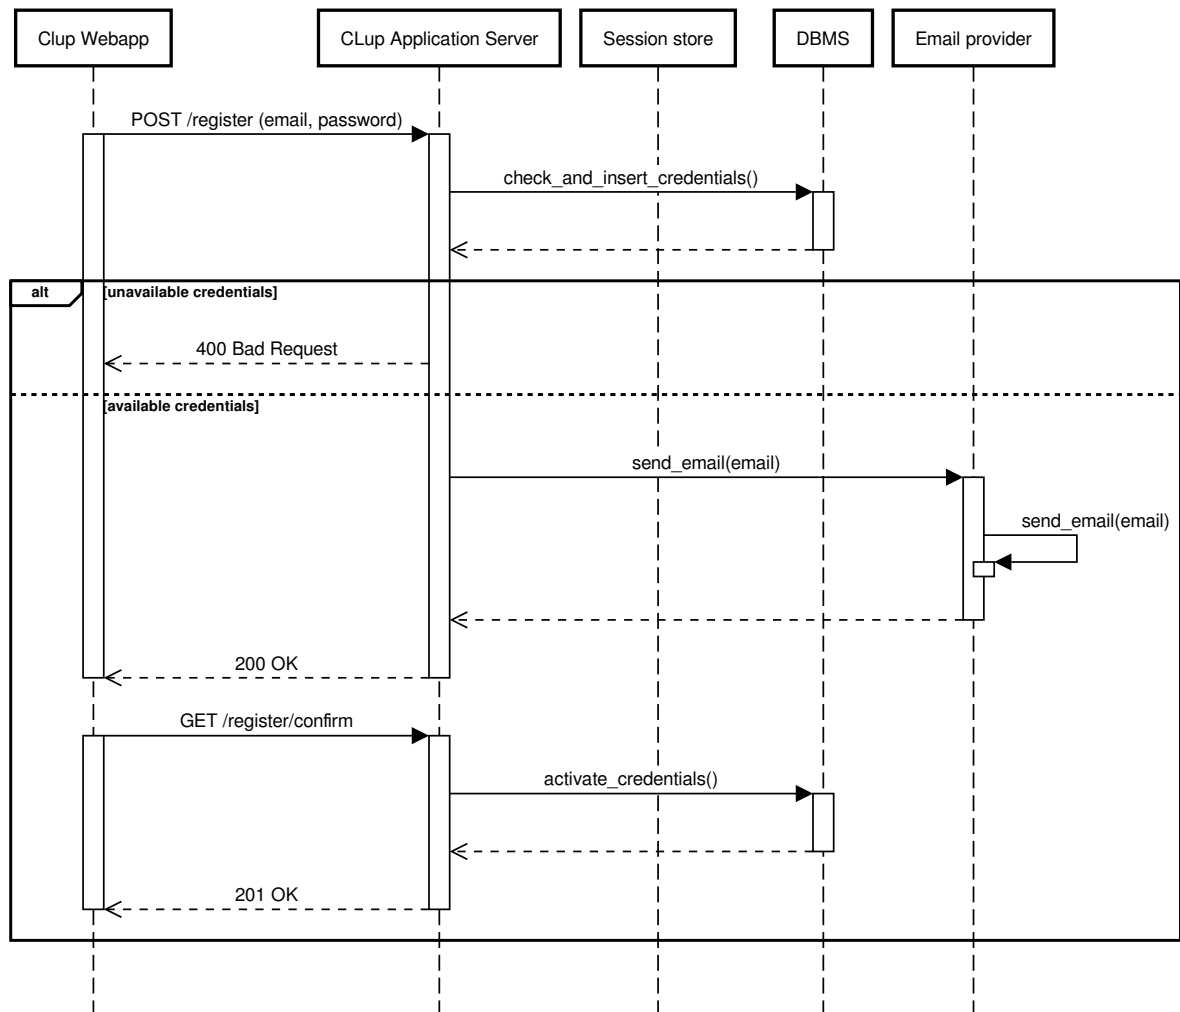 Clup Webapp
CLup Application Server
Session store
DBMS
Email provider
POST /register (email, password)
check_and_insert_credentials()
alt
[unavailable credentials]
400 Bad Request
[available credentials]
send_email(email)
send_email(email)
200 OK
GET /register/confirm
activate_credentials()
201 OK